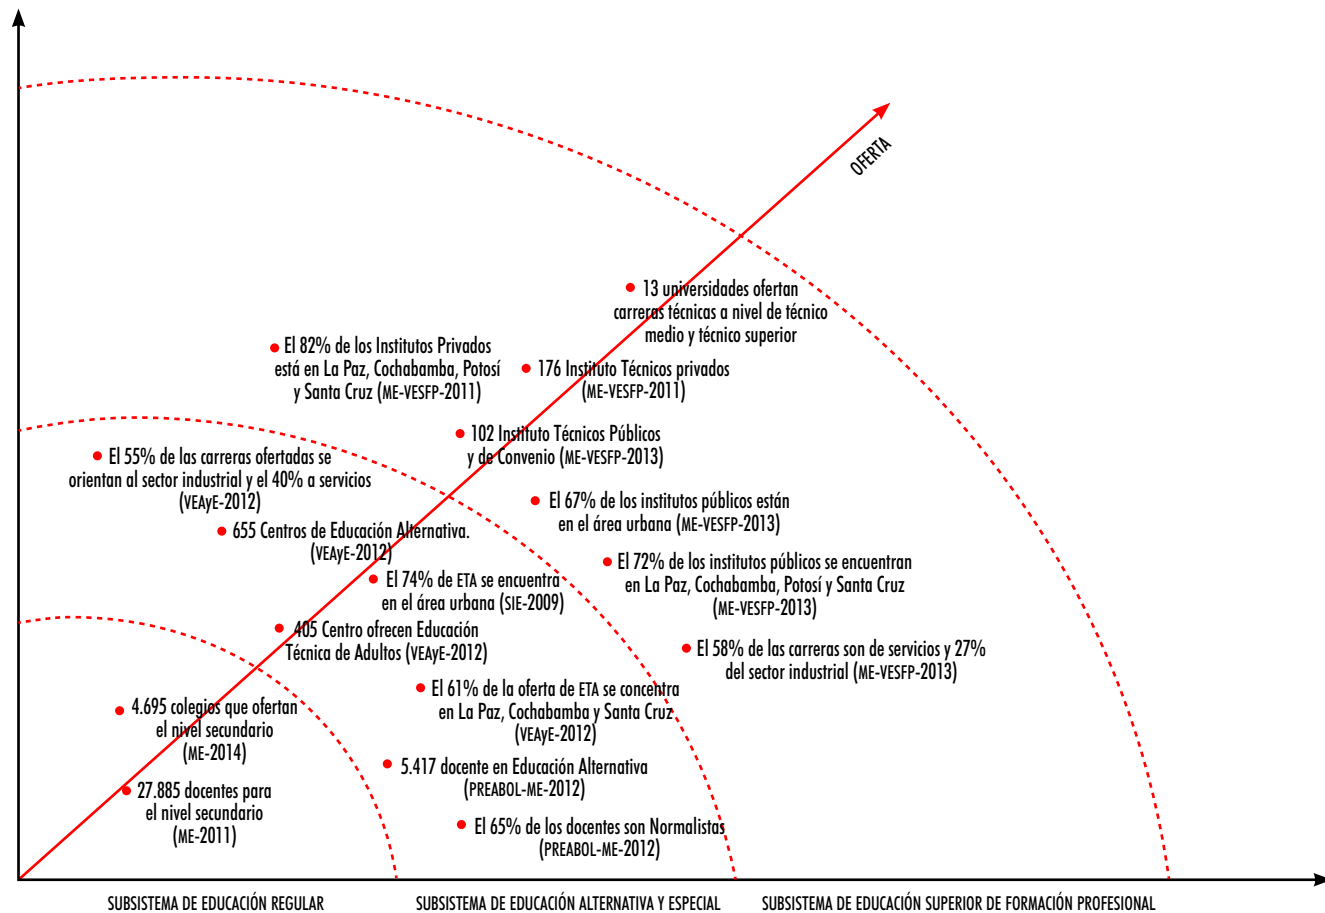 OFERTA
13 universidades ofertan
carreras técnicas a nivel de técnico
medio y técnico superior
El 82% de los Institutos Privados
está en La Paz, Cochabamba, Potosí
y Santa Cruz (ME-VESFP-2011)
176 Instituto Técnicos privados
(ME-VESFP-2011)
102 Instituto Técnicos Públicos
y de Convenio (ME-VESFP-2013)
El 55% de las carreras ofertadas se
orientan al sector industrial y el 40% a servicios
(VEAyE-2012)
El 67% de los institutos públicos están
en el área urbana (ME-VESFP-2013)
655 Centros de Educación Alternativa.
(VEAyE-2012)
El 72% de los institutos públicos se encuentran
en La Paz, Cochabamba, Potosí y Santa Cruz
(ME-VESFP-2013)
El 74% de ETA se encuentra
en el área urbana (SIE-2009)
405 Centro ofrecen Educación
Técnica de Adultos (VEAyE-2012)
El 58% de las carreras son de servicios y 27%
del sector industrial (ME-VESFP-2013)
El 61% de la oferta de ETA se concentra
en La Paz, Cochabamba y Santa Cruz
(VEAyE-2012)
4.695 colegios que ofertan
el nivel secundario
(ME-2014)
5.417 docente en Educación Alternativa
(PREABOL-ME-2012)
27.885 docentes para
el nivel secundario
(ME-2011)
El 65% de los docentes son Normalistas
(PREABOL-ME-2012)
SUBSISTEMA DE EDUCACIÓN REGULAR
SUBSISTEMA DE EDUCACIÓN ALTERNATIVA Y ESPECIAL
SUBSISTEMA DE EDUCACIÓN SUPERIOR DE FORMACIÓN PROFESIONAL